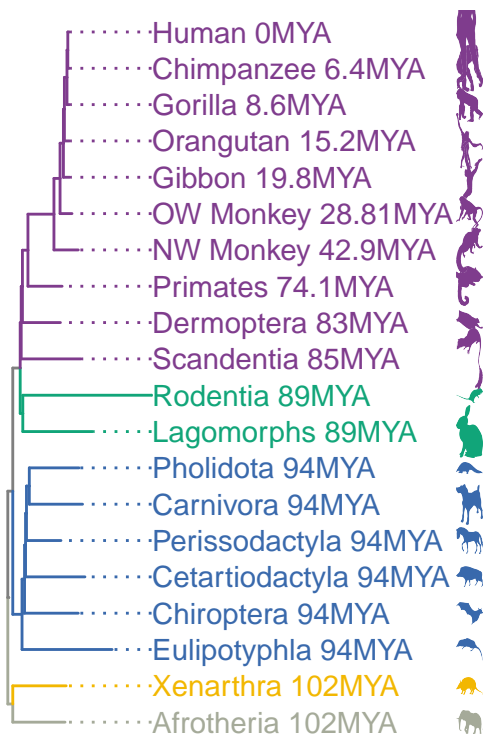 Human 0MYA
Chimpanzee 6.4MYA
Gorilla 8.6MYA
Orangutan 15.2MYA
Gibbon 19.8MYA
OW Monkey 28.81MYA
NW Monkey 42.9MYA
Primates 74.1MYA
Dermoptera 83MYA
Scandentia 85MYA
Rodentia 89MYA
Lagomorphs 89MYA
Pholidota 94MYA
Carnivora 94MYA
Perissodactyla 94MYA
Cetartiodactyla 94MYA
Chiroptera 94MYA
Eulipotyphla 94MYA
Xenarthra 102MYA
Afrotheria 102MYA